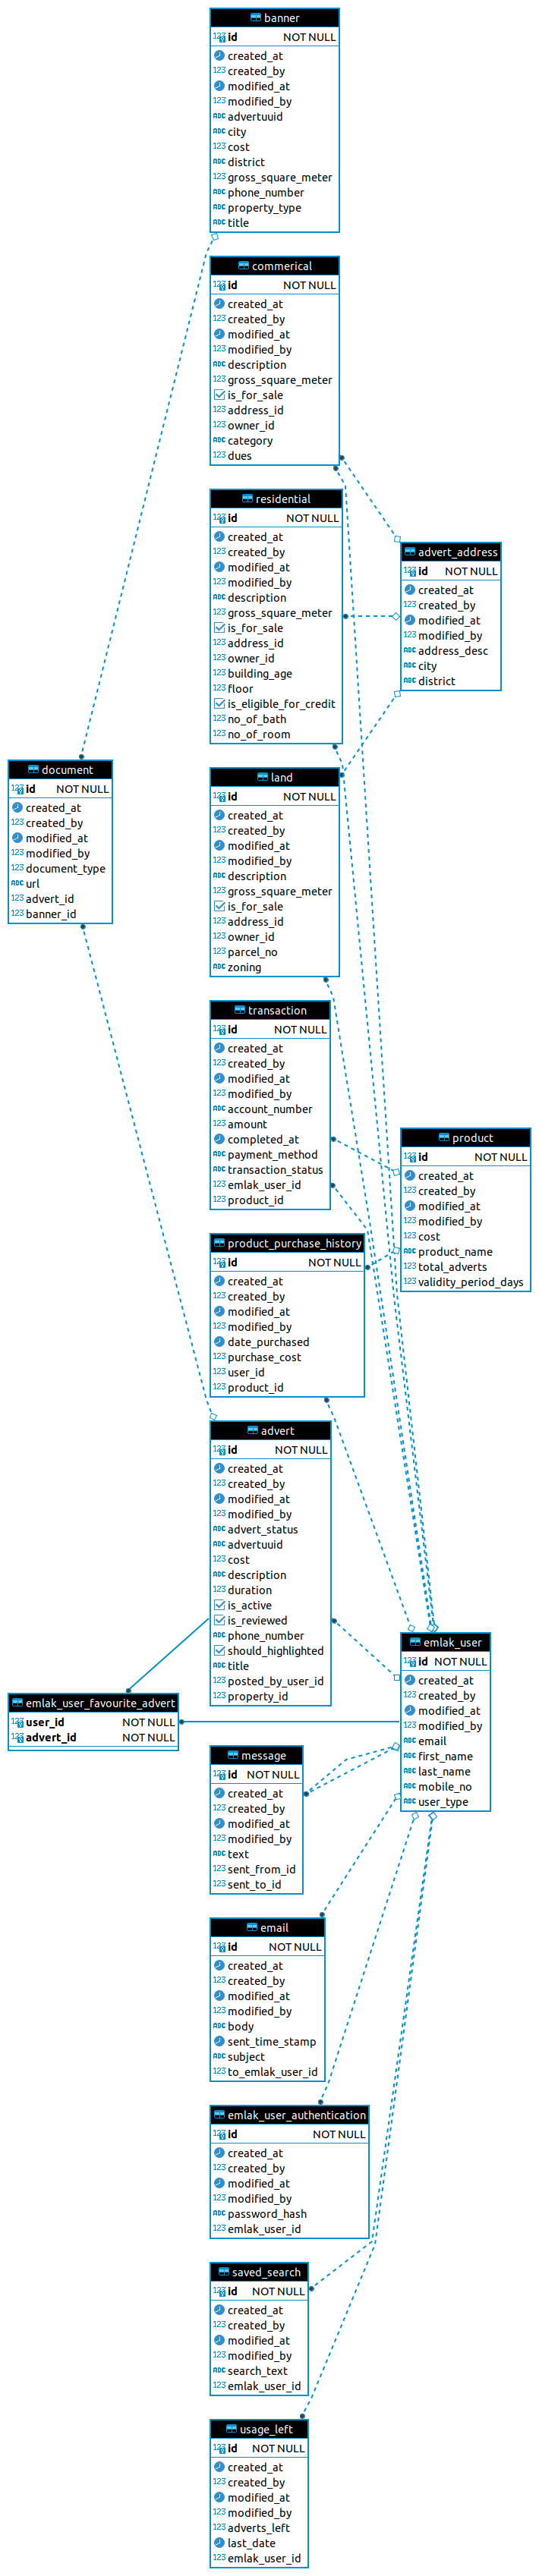 banner
123 id NOT NULL
created_at
123 created_by
modified_at
123 modified_by
ABC advertuuid
ABC city
123 cost
ABC district
123 gross_square_meter
ABC phone_number
ABC property_type
ABC title
commerical
123 id NOT NULL
created_at
123 created_by
modified_at
123 modified_by
ABC description
123 gross_square_meter
is_for_sale
123 address_id
123 owner_id
ABC category
123 dues
residential
123 id NOT NULL
created_at
123 created_by
modified_at
123 modified_by
ABC description
123 gross_square_meter
is_for_sale
123 address_id
123 owner_id
123 building_age
123 floor
is_eligible_for_credit
123 no_of_bath
123 no_of_room
advert_address
123 id NOT NULL
created_at
123 created_by
modified_at
123 modified_by
ABC address_desc
ABC city
ABC district
document
123 id NOT NULL
created_at
123 created_by
modified_at
123 modified_by
123 document_type
ABC url
123 advert_id
123 banner_id
land
123 id NOT NULL
created_at
123 created_by
modified_at
123 modified_by
ABC description
123 gross_square_meter
is_for_sale
123 address_id
123 owner_id
123 parcel_no
ABC zoning
transaction
123 id NOT NULL
created_at
123 created_by
modified_at
123 modified_by
ABC account_number
123 amount
completed_at
ABC payment_method
ABC transaction_status
123 emlak_user_id
123 product_id
product
123 id NOT NULL
created_at
123 created_by
modified_at
123 modified_by
123 cost
ABC product_name
123 total_adverts
123 validity_period_days
product_purchase_history
123 id NOT NULL
created_at
123 created_by
modified_at
123 modified_by
date_purchased
123 purchase_cost
123 user_id
123 product_id
advert
123 id NOT NULL
created_at
123 created_by
modified_at
123 modified_by
ABC advert_status
ABC advertuuid
123 cost
ABC description
123 duration
is_active
is_reviewed
ABC phone_number
should_highlighted
ABC title
123 posted_by_user_id
123 property_id
emlak_user
123 id NOT NULL
created_at
123 created_by
modified_at
123 modified_by
ABC email
ABC first_name
ABC last_name
ABC mobile_no
ABC user_type
emlak_user_favourite_advert
123 user_id NOT NULL
123 advert_id NOT NULL
message
123 id NOT NULL
created_at
123 created_by
modified_at
123 modified_by
ABC text
123 sent_from_id
123 sent_to_id
email
123 id NOT NULL
created_at
123 created_by
modified_at
123 modified_by
ABC body
sent_time_stamp
ABC subject
123 to_emlak_user_id
emlak_user_authentication
123 id NOT NULL
created_at
123 created_by
modified_at
123 modified_by
ABC password_hash
123 emlak_user_id
saved_search
123 id NOT NULL
created_at
123 created_by
modified_at
123 modified_by
ABC search_text
123 emlak_user_id
usage_left
123 id NOT NULL
created_at
123 created_by
modified_at
123 modified_by
123 adverts_left
last_date
123 emlak_user_id